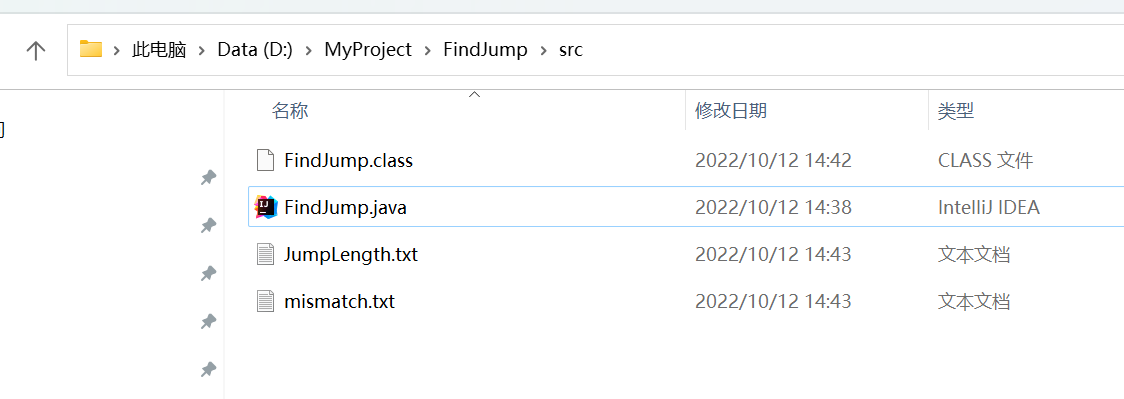 此电脑 > Data (D:) > MyProject > FindJump > src
名称 修改日期 类型
FindJump.class 2022/10/12 14:42 CLASS 文件
FindJump.java 2022/10/12 14:38 IntelliJ IDEA
JumpLength.txt 2022/10/12 14:43 文本文档
mismatch.txt 2022/10/12 14:43 文本文档